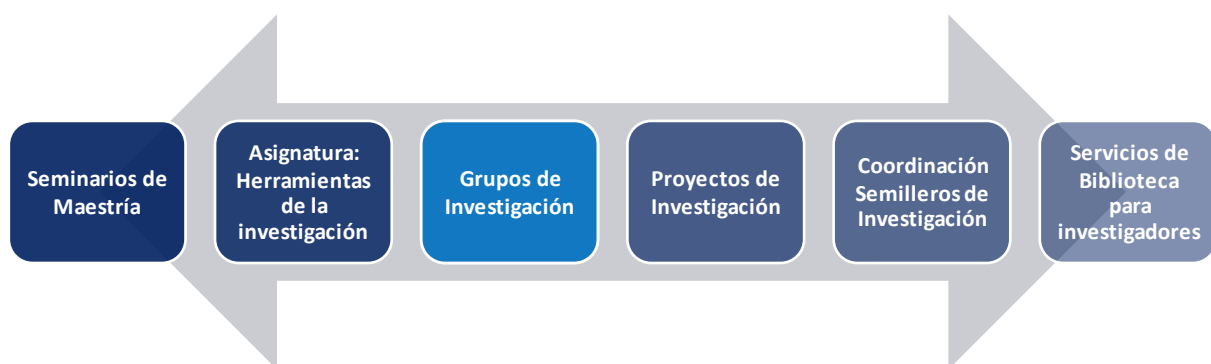 Seminarios de
Maestría
Asignatura:
Herramientas
de la
investigación
Grupos de
Investigación
Proyectos de
Investigación
Coordinación
Semilleros de
Investigación
Servicios de
Biblioteca
para
investigadores